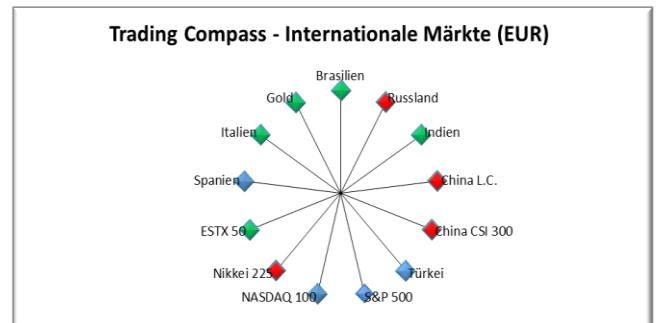 Trading Compass - Internationale Märkte (EUR)
Brasilien
Gold
Russland
Italien
Indien
Spanien
China L.C.
ESTX 50
China CSI 300
Nikkei 225
Türkei
NASDAQ 100
S&P 500